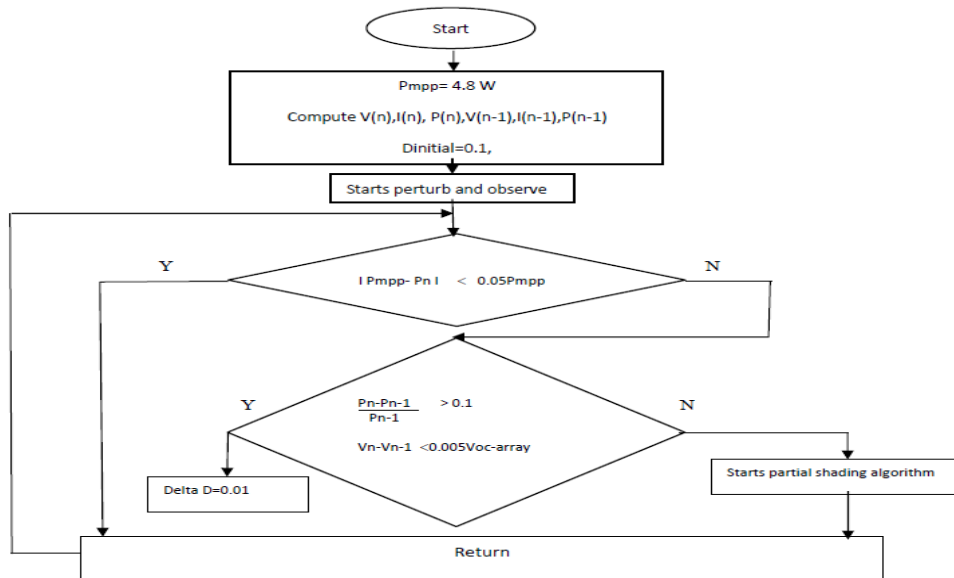 Start
Pmpp= 4.8 W
Compute V(n),I(n), P(n),V(n-1),I(n-1),P(n-1)
Dinitial=0.1,
Starts perturb and observe
Y
N
I Pmpp- Pn I < 0.05Pmpp
Y
N
Pn-Pn-1 > 0.1
Pn-1
Vn-Vn-1 <0.005Voc-array
Delta D=0.01
Starts partial shading algorithm
Return